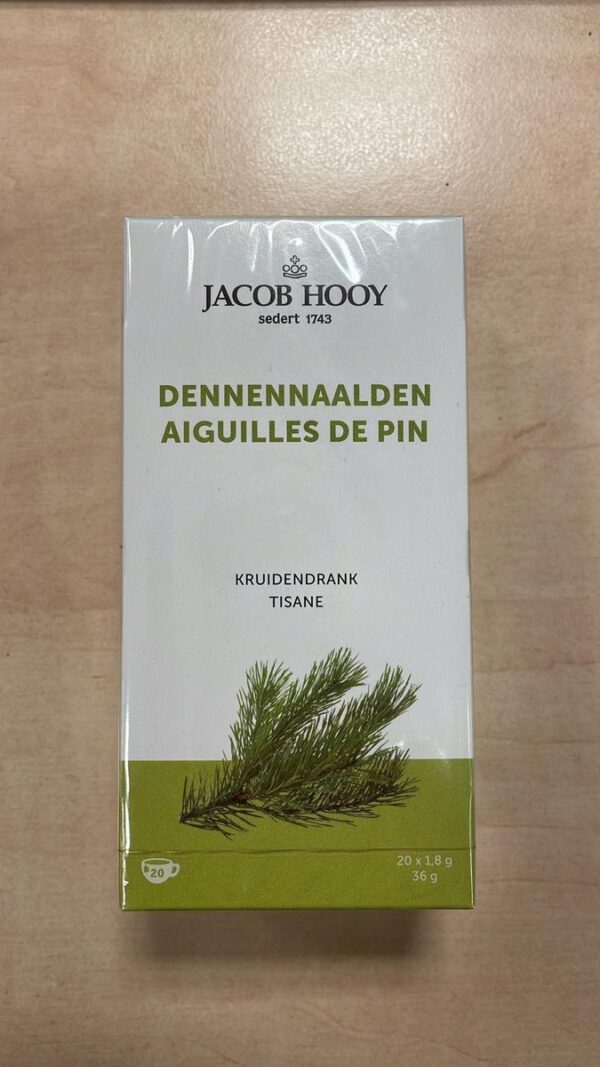 JACOB HOOY
sedert 1743
DENNENNAALDEN
AIGUILLES DE PIN
KRUIDENDRANK
TISANE
20
20 x 1,8 g
36 g